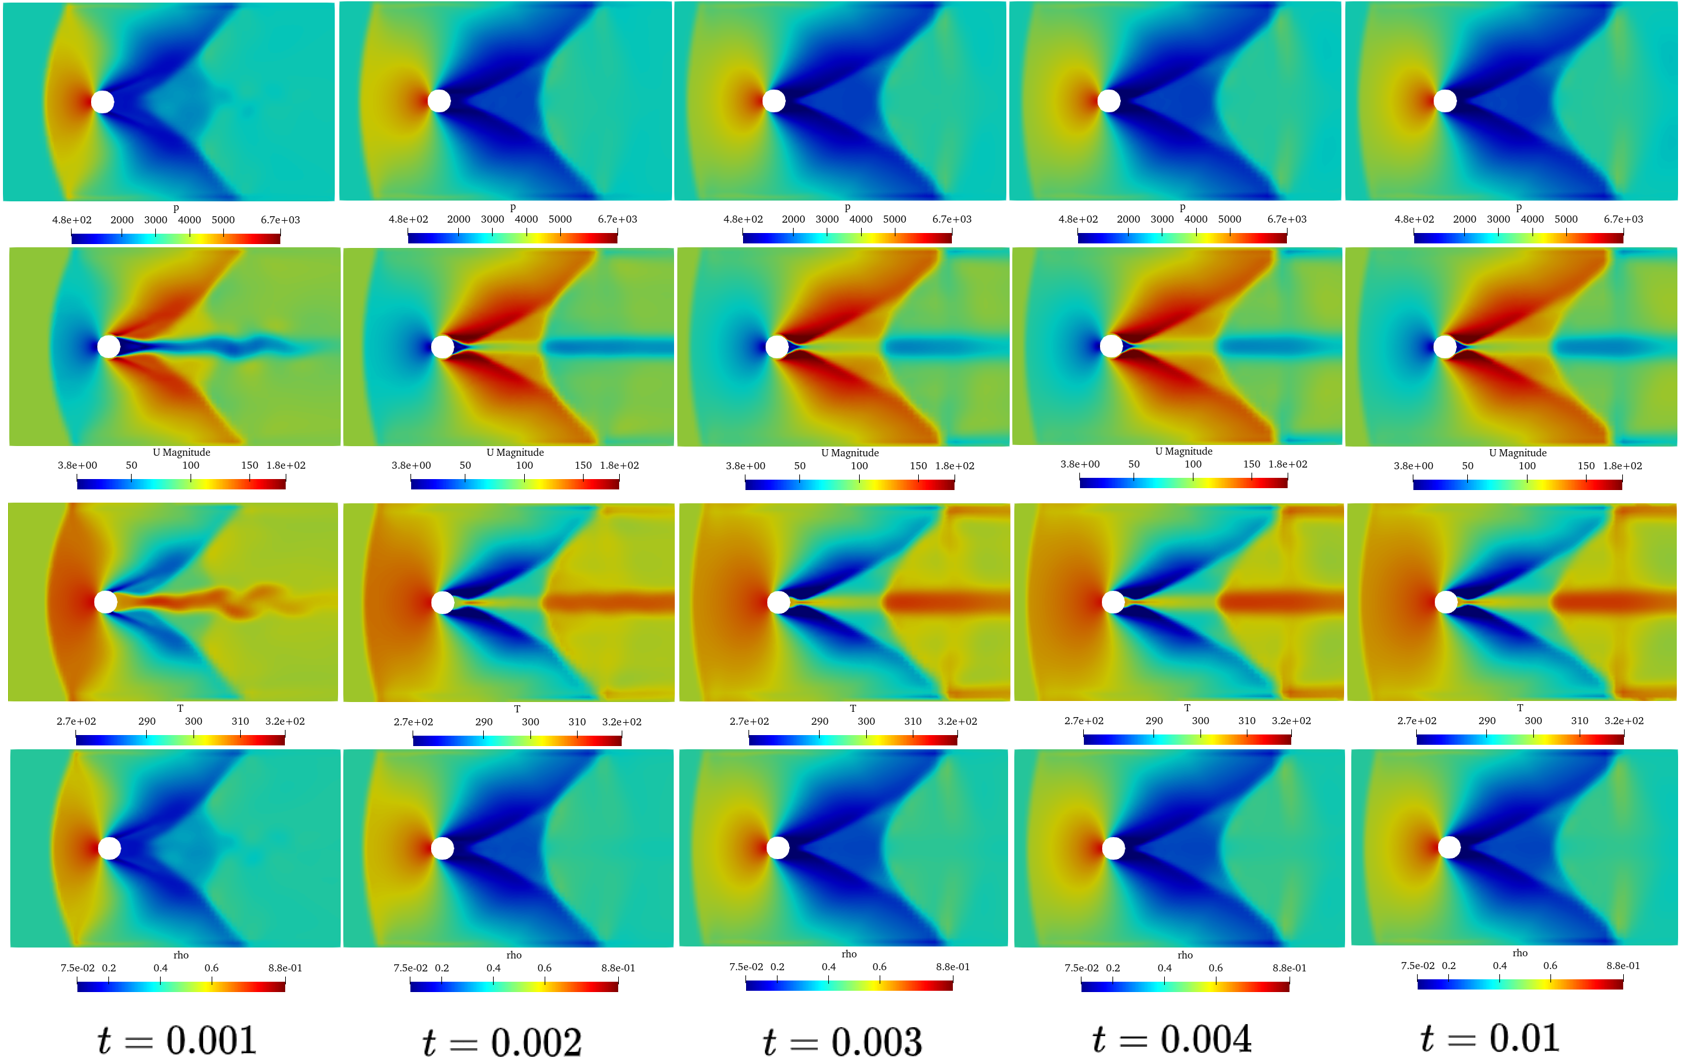 p p p p p
4.8e+02 2000 3000 4000 5000 6.7e+03 4.8e+02 2000 3000 4000 5000 6.7e+03 4.8e+02 2000 3000 4000 5000 6.7e+03 4.8e+02 2000 3000 4000 5000 6.7e+03 4.8e+02 2000 3000 4000 5000 6.7e+03
U Magnitude U Magnitude U Magnitude U Magnitude U Magnitude
3.8e+00 50 100 150 1.8e+02 3.8e+00 50 100 150 1.8e+02 3.8e+00 50 100 150 1.8e+02 3.8e+00 50 100 150 1.8e+02 3.8e+00 50 100 150 1.8e+02
T T T T T
2.7e+02 290 300 310 3.2e+02 2.7e+02 290 300 310 3.2e+02 2.7e+02 290 300 310 3.2e+02 2.7e+02 290 300 310 3.2e+02 2.7e+02 290 300 310 3.2e+02
rho rho rho rho rho
7.5e-02 0.2 0.4 0.6 8.8e-01 7.5e-02 0.2 0.4 0.6 8.8e-01 7.5e-02 0.2 0.4 0.6 8.8e-01 7.5e-02 0.2 0.4 0.6 8.8e-01 7.5e-02 0.2 0.4 0.6 8.8e-01
t = 0.001 t = 0.002 t = 0.003 t = 0.004 t = 0.01